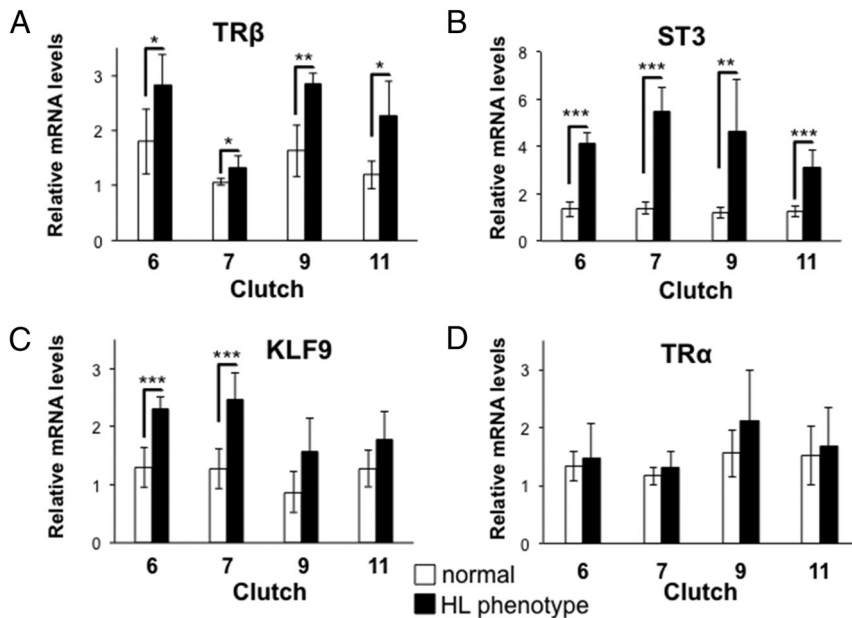 A
TRβ
Relative mRNA levels
3
2
1
0
* * ** *
6 7 9 11
Clutch
B
ST3
Relative mRNA levels
8
6
4
2
0
*** *** ** ***
6 7 9 11
Clutch
C
KLF9
Relative mRNA levels
3
2
1
0
*** ***
6 7 9 11
Clutch
D
TRα
Relative mRNA levels
3
2
1
0
6 7 9 11
Clutch
normal
HL phenotype